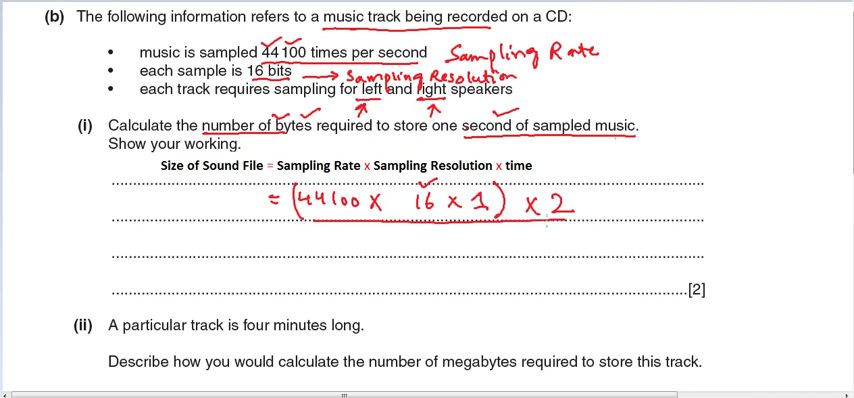 (b) The following information refers to a music track being recorded on a CD:
• music is sampled 44 100 times per second Sampling Rate
• each sample is 16 bits → Sampling Resolution
• each track requires sampling for left and right speakers
(i) Calculate the number of bytes required to store one second of sampled music.
Show your working.
Size of Sound File = Sampling Rate x Sampling Resolution x time
= (44100 x 16 x 1) x 2
[2]
(ii) A particular track is four minutes long.
Describe how you would calculate the number of megabytes required to store this track.